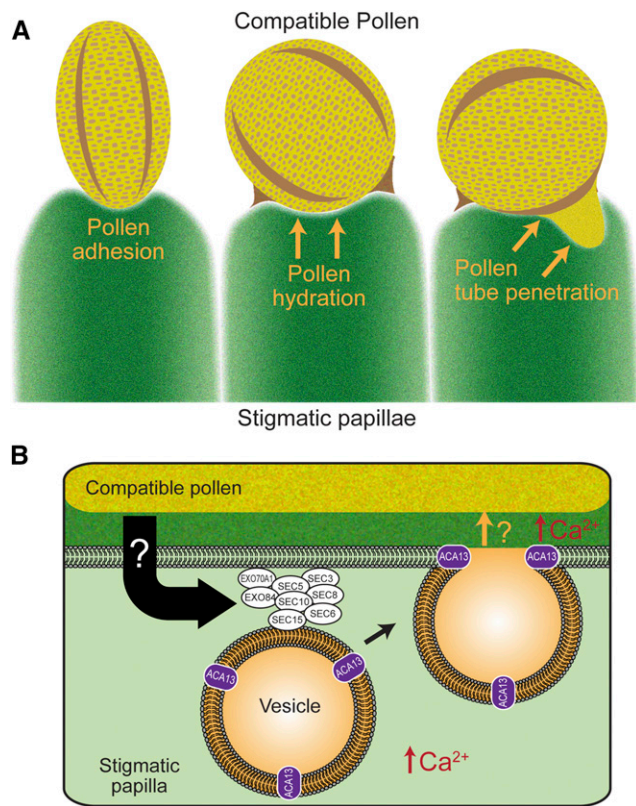 A
Compatible Pollen
Pollen
adhesion
Pollen
hydration
Pollen
tube penetration
Stigmatic papillae
B
Compatible pollen
?
?
Ca2+
ACA13
ACA13
EXO70A1
SEC5
SEC3
EXO84
SEC10
SEC8
SEC15
SEC6
ACA13
ACA13
ACA13
Vesicle
ACA13
Stigmatic
papilla
Ca2+